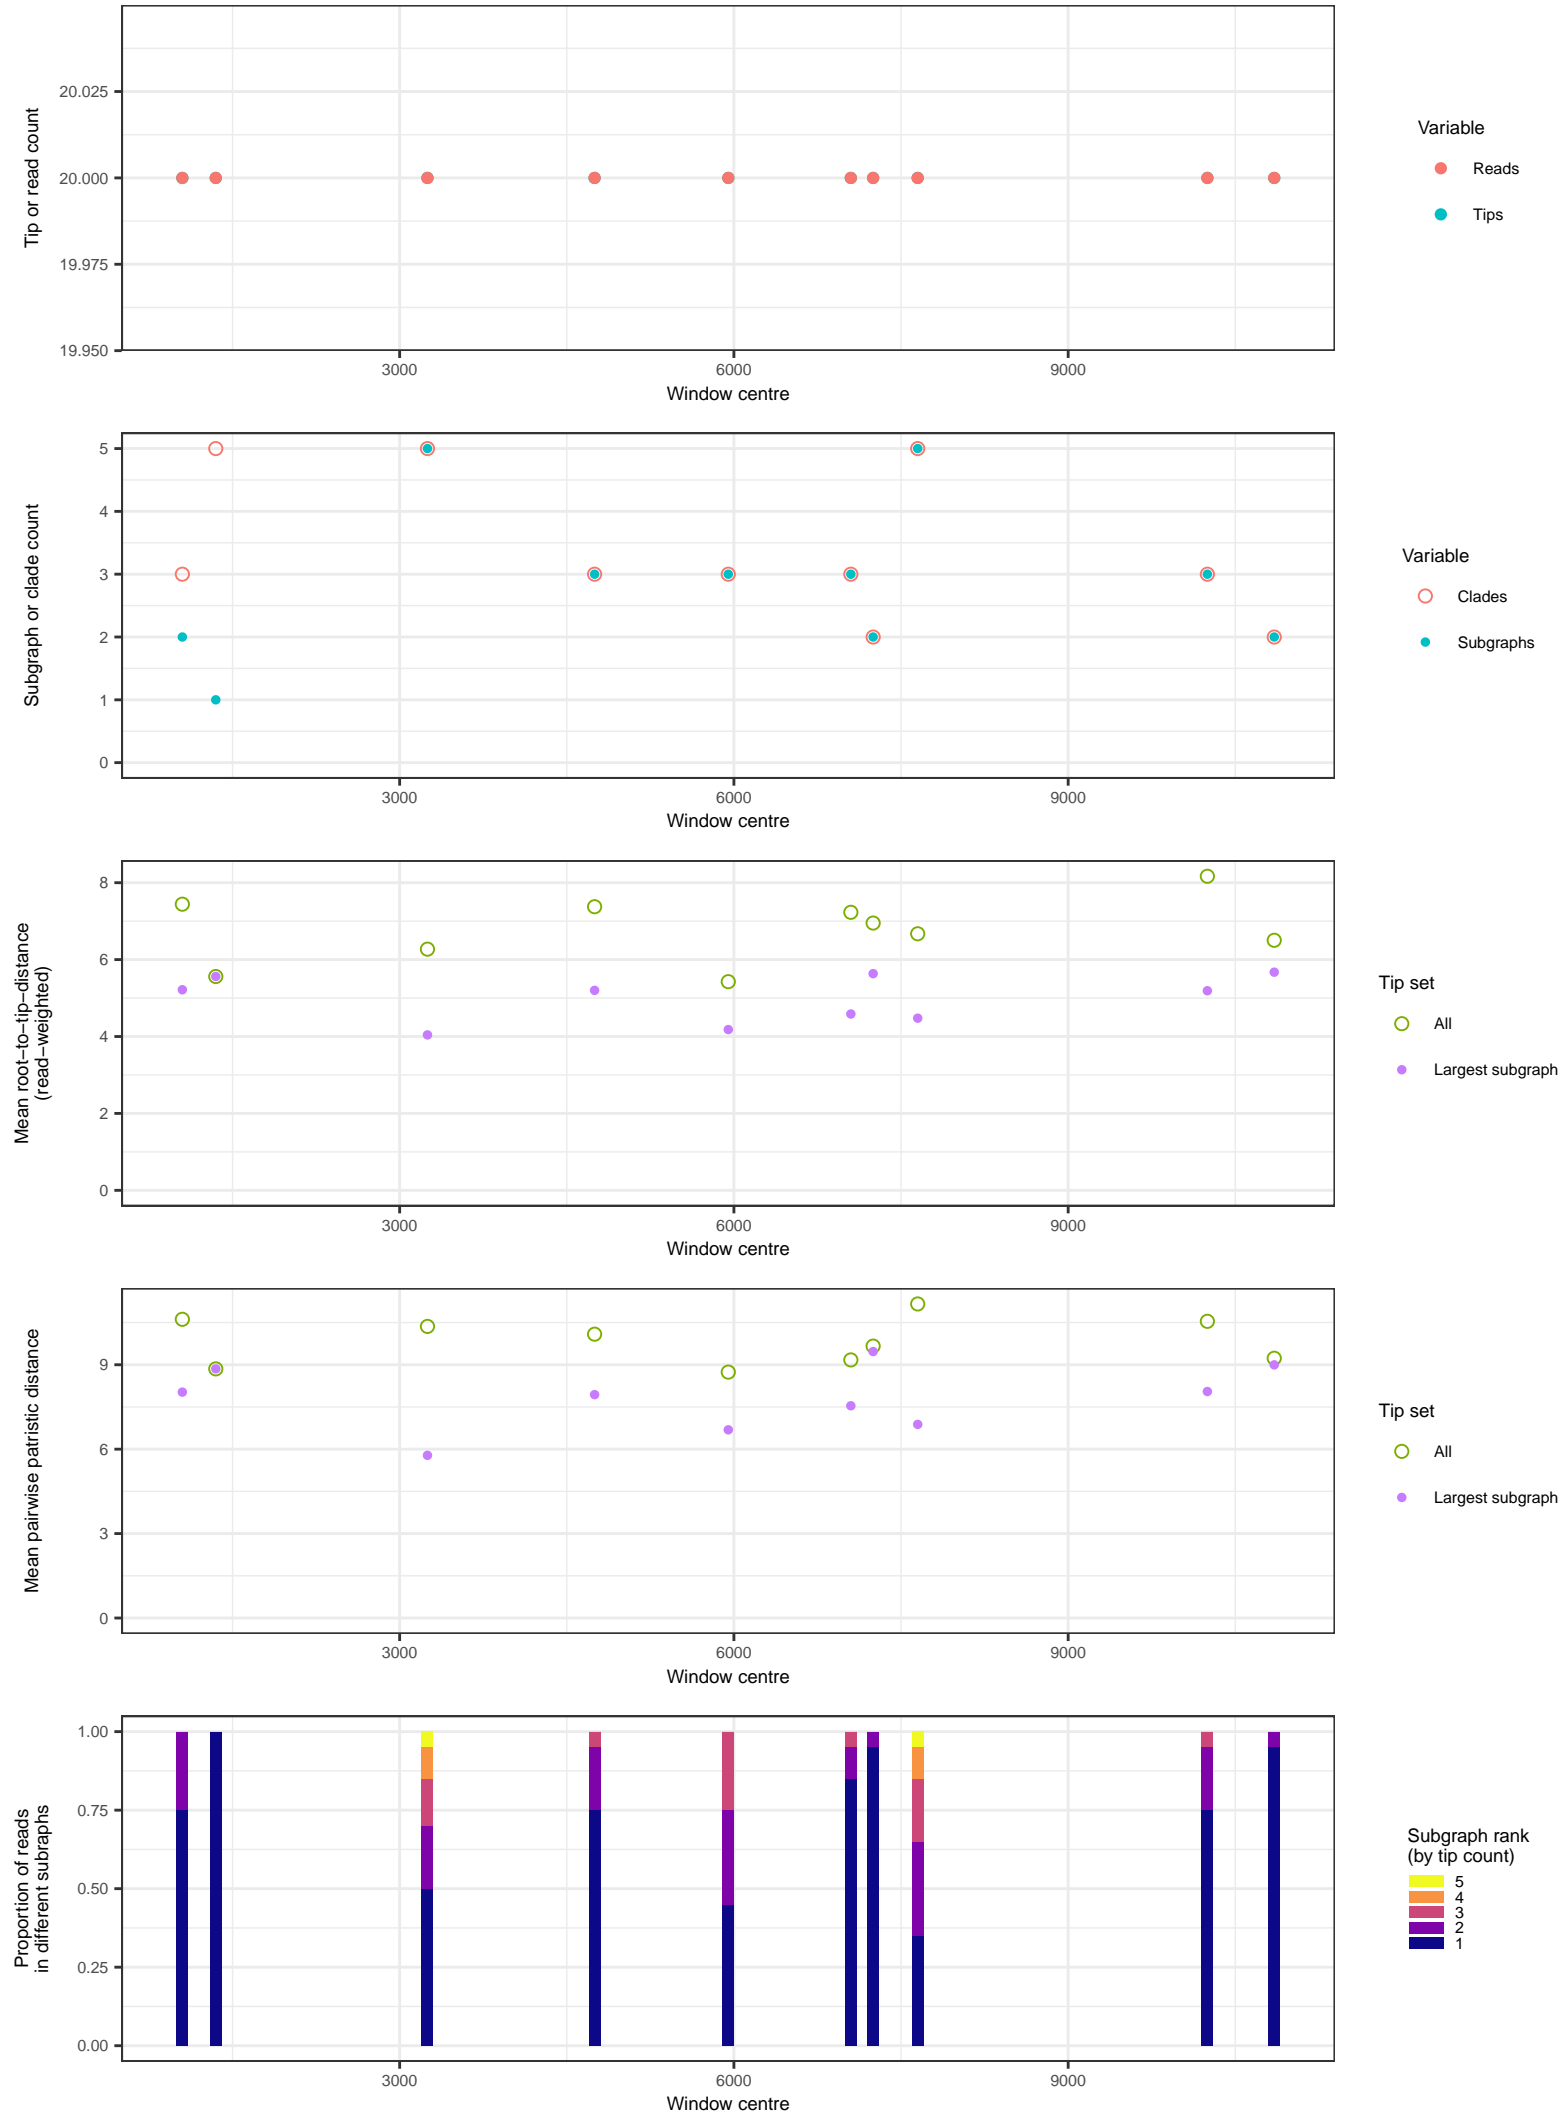 Tip or read count
20.025
20.000
19.975
19.950
3000
6000
9000
Window centre
Variable
Reads
Tips
Subgraph or clade count
5
4
3
2
1
0
3000
6000
9000
Window centre
Variable
Clades
Subgraphs
Mean root−to−tip−distance
(read−weighted)
8
6
4
2
0
3000
6000
9000
Window centre
Tip set
All
Largest subgraph
Mean pairwise patristic distance
9
6
3
0
3000
6000
9000
Window centre
Tip set
All
Largest subgraph
Proportion of reads
in different subraphs
1.00
0.75
0.50
0.25
0.00
3000
6000
9000
Window centre
Subgraph rank
(by tip count)
5
4
3
2
1